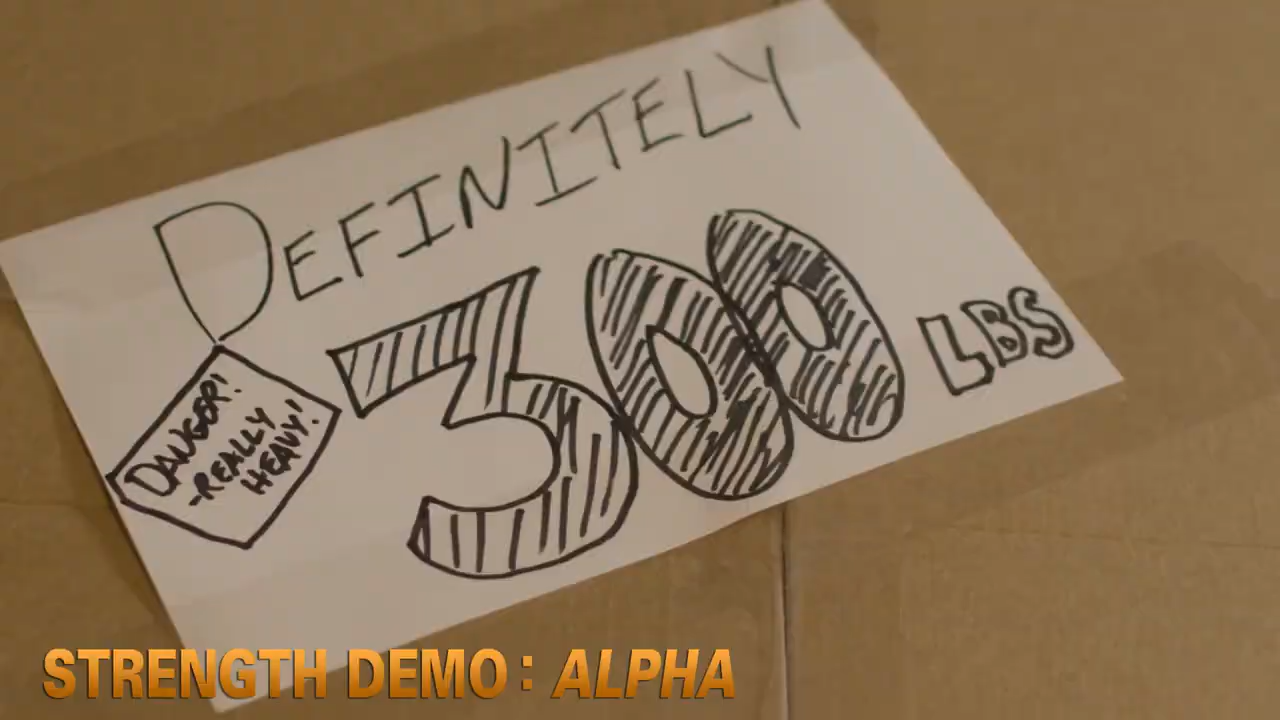 DEFINITELY
300 LBS
DANGER!
-REALLY
HEAVY!
STRENGTH DEMO: ALPHA